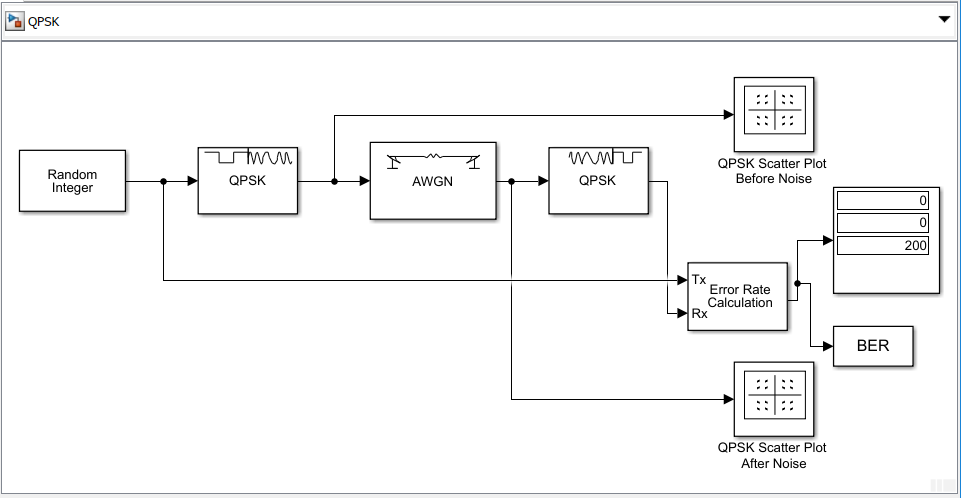 QPSK
QPSK Scatter Plot
Before Noise
Random
Integer
QPSK
AWGN
QPSK
0
0
200
Tx
Error Rate
Calculation
Rx
BER
QPSK Scatter Plot
After Noise